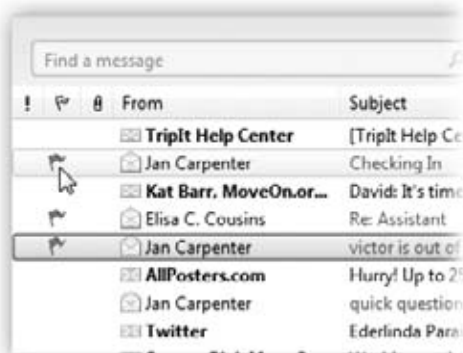 Find a message
! From Subject
TripIt Help Center [TripIt Help Ce
Jan Carpenter Checking In
Kat Barr, MoveOn.or... David: It's time
Elisa C. Cousins Re: Assistant
Jan Carpenter victor is out of
AllPosters.com Hurry! Up to 25
Jan Carpenter quick question
Twitter Ederlinda Para